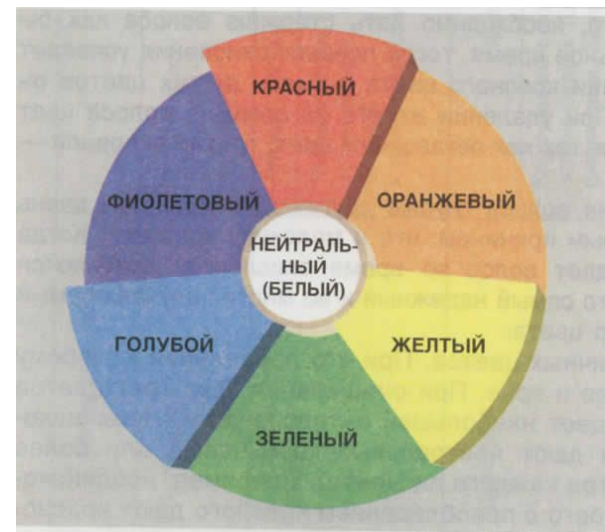 КРАСНЫЙ
ФИОЛЕТОВЫЙ
ОРАНЖЕВЫЙ
НЕЙТРАЛЬ-
НЫЙ
(БЕЛЫЙ)
ГОЛУБОЙ
ЖЕЛТЫЙ
ЗЕЛЕНЫЙ